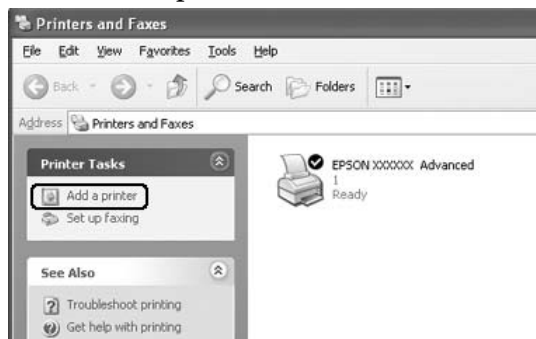 Printers and Faxes
File Edit View Favorites Tools Help
Back Search Folders
Address Printers and Faxes
Printer Tasks
Add a printer
Set up faxing
See Also
Troubleshoot printing
Get help with printing
EPSON XXXXXX Advanced
1
Ready